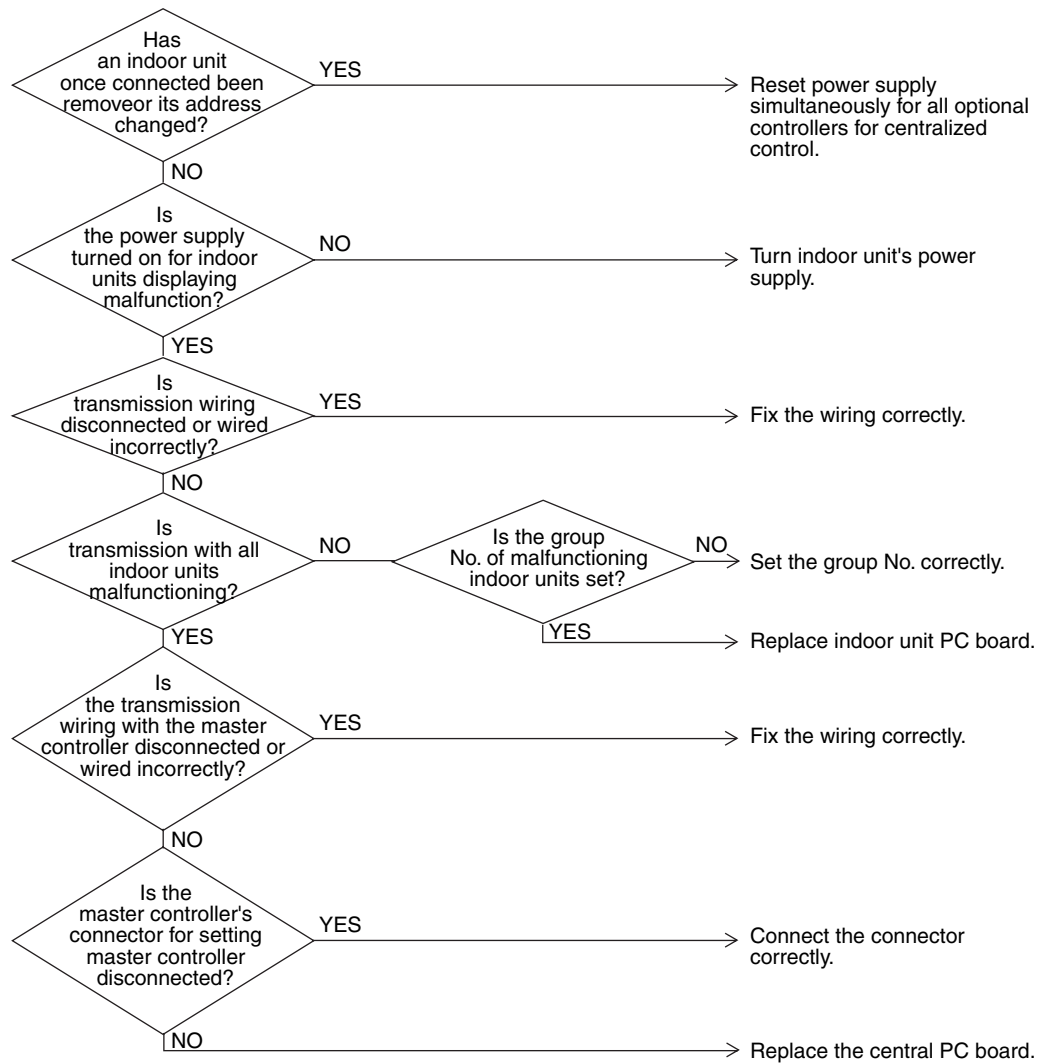 Has
an indoor unit
once connected been
removeor its address
changed?
YES
Reset power supply
simultaneously for all optional
controllers for centralized
control.
NO
Is
the power supply
turned on for indoor
units displaying
malfunction?
NO
Turn indoor unit's power
supply.
YES
Is
transmission wiring
disconnected or wired
incorrectly?
YES
Fix the wiring correctly.
NO
Is
transmission with all
indoor units
malfunctioning?
NO
Is the group
No. of malfunctioning
indoor units set?
NO
Set the group No. correctly.
YES
Replace indoor unit PC board.
YES
Is
the transmission
wiring with the master
controller disconnected or
wired incorrectly?
YES
Fix the wiring correctly.
NO
Is the
master controller's
connector for setting
master controller
disconnected?
YES
Connect the connector
correctly.
NO
Replace the central PC board.